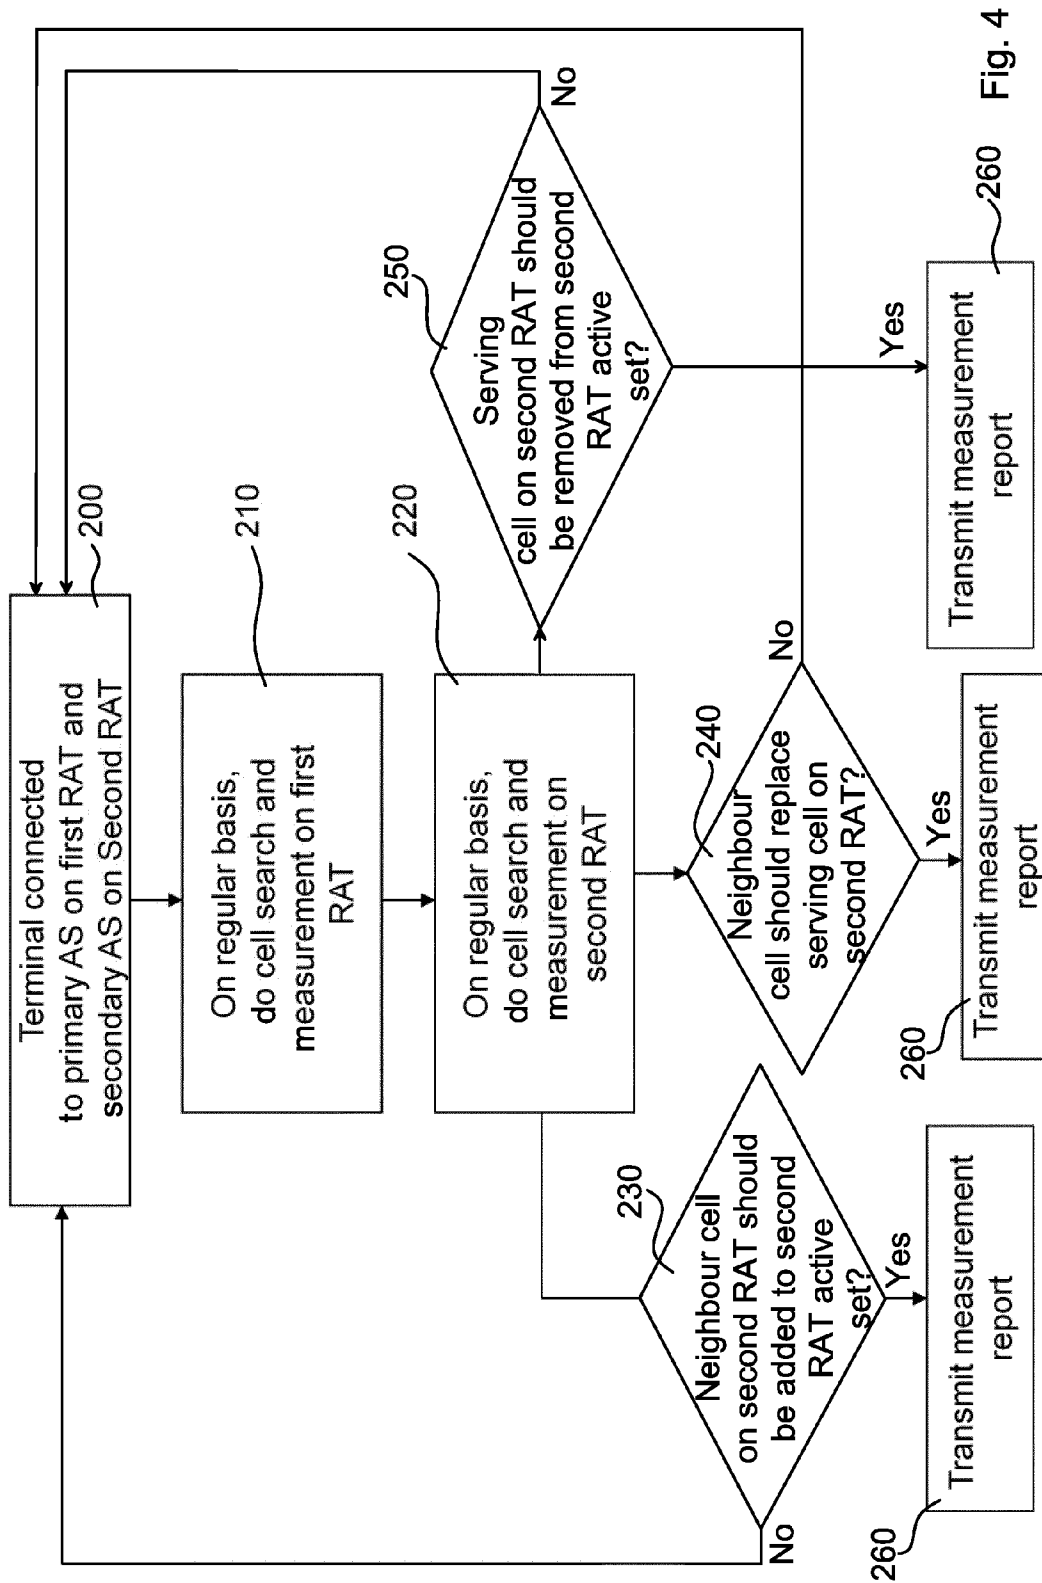 Terminal connected
to primary AS on first RAT and
secondary AS on Second RAT
200
On regular basis,
do cell search and
measurement on first
RAT
210
On regular basis,
do cell search and
measurement on
second RAT
220
Neighbour cell
on second RAT should
be added to second
RAT active
set?
230
No
Yes
Neighbour
cell should replace
serving cell on
second RAT?
240
No
Yes
Serving
cell on second RAT should
be removed from second
RAT active
set?
250
No
Yes
Transmit measurement
report
260
Transmit measurement
report
260
Transmit measurement
report
260
Fig. 4